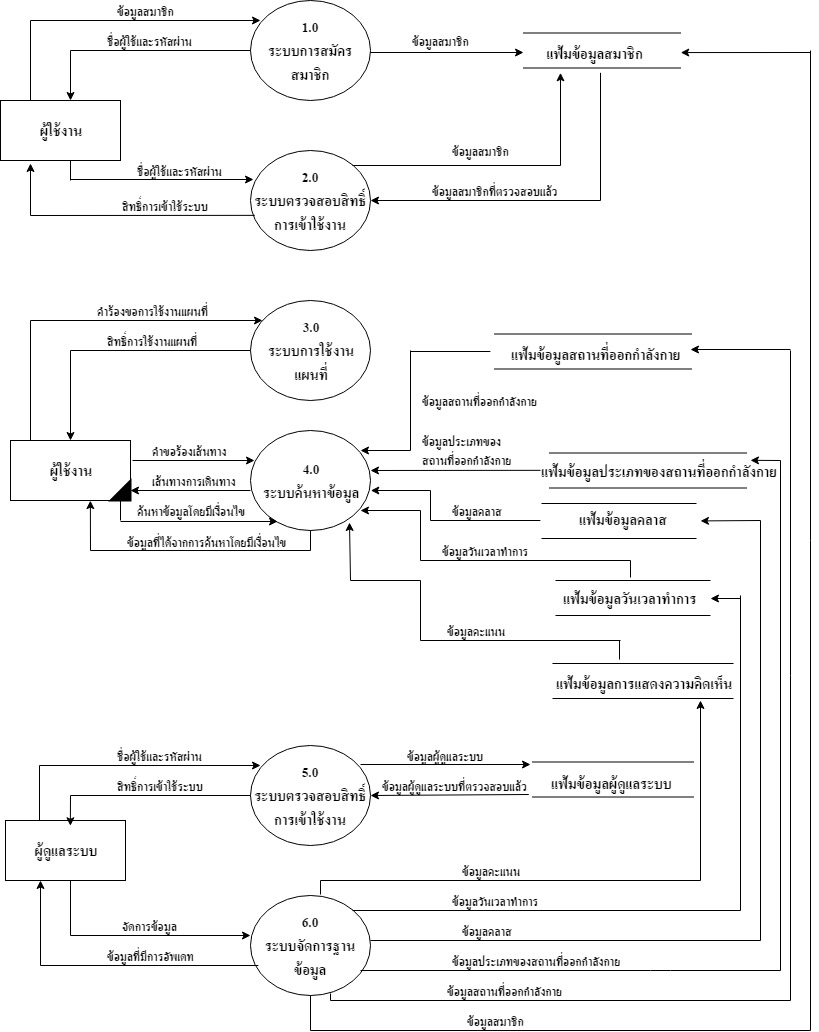 ข้อมูลสมาชิก
ชื่อผู้ใช้และรหัสผ่าน
1.0
ระบบการสมัคร
สมาชิก
ข้อมูลสมาชิก
แฟ้มข้อมูลสมาชิก
ผู้ใช้งาน
ชื่อผู้ใช้และรหัสผ่าน
สิทธิ์การเข้าใช้ระบบ
2.0
ระบบตรวจสอบสิทธิ์
การเข้าใช้งาน
ข้อมูลสมาชิก
ข้อมูลสมาชิกที่ตรวจสอบแล้ว
คำร้องขอการใช้งานแผนที่
สิทธิ์การใช้งานแผนที่
3.0
ระบบการใช้งาน
แผนที่
แฟ้มข้อมูลสถานที่ออกกำลังกาย
ข้อมูลสถานที่ออกกำลังกาย
ผู้ใช้งาน
คำขอร้องเส้นทาง
เส้นทางการเดินทาง
ค้นหาข้อมูลโดยมีเงื่อนไข
ข้อมูลที่ได้จากการค้นหาโดยมีเงื่อนไข
4.0
ระบบค้นหาข้อมูล
ข้อมูลประเภทของ
สถานที่ออกกำลังกาย
แฟ้มข้อมูลประเภทของสถานที่ออกกำลังกาย
ข้อมูลคลาส
แฟ้มข้อมูลคลาส
ข้อมูลวันเวลาทำการ
แฟ้มข้อมูลวันเวลาทำการ
ข้อมูลคะแนน
แฟ้มข้อมูลการแสดงความคิดเห็น
ชื่อผู้ใช้และรหัสผ่าน
สิทธิ์การเข้าใช้ระบบ
5.0
ระบบตรวจสอบสิทธิ์
การเข้าใช้งาน
ข้อมูลผู้ดูแลระบบ
ข้อมูลผู้ดูแลระบบที่ตรวจสอบแล้ว
แฟ้มข้อมูลผู้ดูแลระบบ
ผู้ดูแลระบบ
จัดการข้อมูล
ข้อมูลที่มีการอัพเดท
6.0
ระบบจัดการฐาน
ข้อมูล
ข้อมูลคะแนน
ข้อมูลวันเวลาทำการ
ข้อมูลคลาส
ข้อมูลประเภทของสถานที่ออกกำลังกาย
ข้อมูลสถานที่ออกกำลังกาย
ข้อมูลสมาชิก